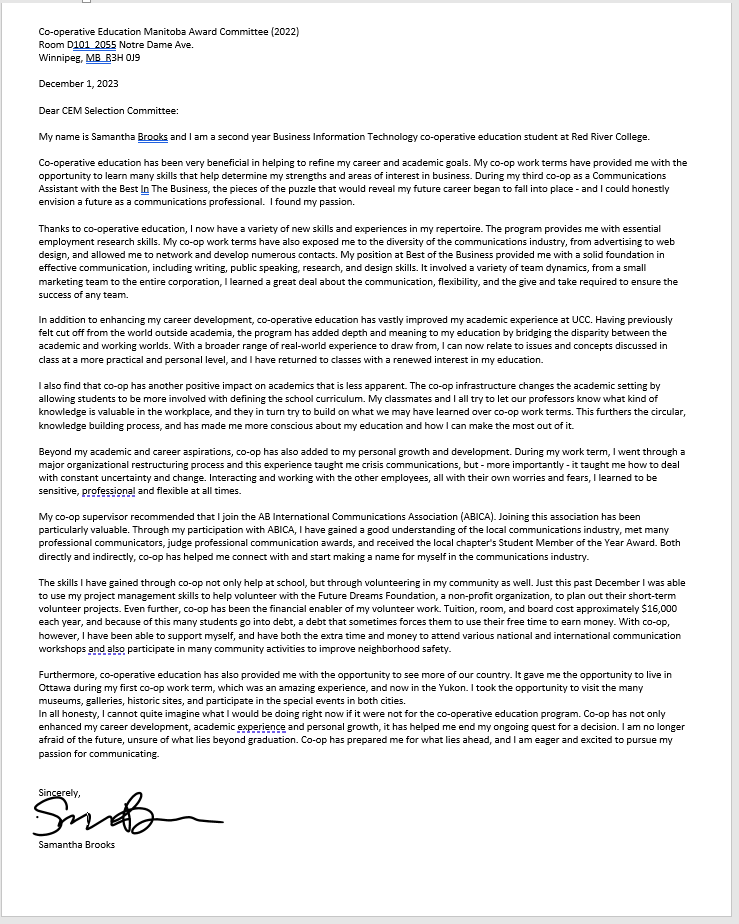 Co-operative Education Manitoba Award Committee (2022)
Room D101 2055 Notre Dame Ave.
Winnipeg, MB R3H 0J9
December 1, 2023
Dear CEM Selection Committee:
My name is Samantha Brooks and I am a second year Business Information Technology co-operative education student at Red River College.
Co-operative education has been very beneficial in helping to refine my career and academic goals. My co-op work terms have provided me with the
opportunity to learn many skills that help determine my strengths and areas of interest in business. During my third co-op as a Communications
Assistant with the Best In The Business, the pieces of the puzzle that would reveal my future career began to fall into place - and I could honestly
envision a future as a communications professional. I found my passion.
Thanks to co-operative education, I now have a variety of new skills and experiences in my repertoire. The program provides me with essential
employment research skills. My co-op work terms have also exposed me to the diversity of the communications industry, from advertising to web
design, and allowed me to network and develop numerous contacts. My position at Best of the Business provided me with a solid foundation in
effective communication, including writing, public speaking, research, and design skills. It involved a variety of team dynamics, from a small
marketing team to the entire corporation, I learned a great deal about the communication, flexibility, and the give and take required to ensure the
success of any team.
In addition to enhancing my career development, co-operative education has vastly improved my academic experience at UCC. Having previously
felt cut off from the world outside academia, the program has added depth and meaning to my education by bridging the disparity between the
academic and working worlds. With a broader range of real-world experience to draw from, I can now relate to issues and concepts discussed in
class at a more practical and personal level, and I have returned to classes with a renewed interest in my education.
I also find that co-op has another positive impact on academics that is less apparent. The co-op infrastructure changes the academic setting by
allowing students to be more involved with defining the school curriculum. My classmates and I all try to let our professors know what kind of
knowledge is valuable in the workplace, and they in turn try to build on what we may have learned over co-op work terms. This furthers the circular,
knowledge building process, and has made me more conscious about my education and how I can make the most out of it.
Beyond my academic and career aspirations, co-op has also added to my personal growth and development. During my work term, I went through a
major organizational restructuring process and this experience taught me crisis communications, but - more importantly - it taught me how to deal
with constant uncertainty and change. Interacting and working with the other employees, all with their own worries and fears, I learned to be
sensitive, professional and flexible at all times.
My co-op supervisor recommended that I join the AB International Communications Association (ABICA). Joining this association has been
particularly valuable. Through my participation with ABICA, I have gained a good understanding of the local communications industry, met many
professional communicators, judge professional communication awards, and received the local chapter's Student Member of the Year Award. Both
directly and indirectly, co-op has helped me connect with and start making a name for myself in the communications industry.
The skills I have gained through co-op not only help at school, but through volunteering in my community as well. Just this past December I was able
to use my project management skills to help volunteer with the Future Dreams Foundation, a non-profit organization, to plan out their short-term
volunteer projects. Even further, co-op has been the financial enabler of my volunteer work. Tuition, room, and board cost approximately $16,000
each year, and because of this many students go into debt, a debt that sometimes forces them to use their free time to earn money. With co-op,
however, I have been able to support myself, and have both the extra time and money to attend various national and international communication
workshops and also participate in many community activities to improve neighborhood safety.
Furthermore, co-operative education has also provided me with the opportunity to see more of our country. It gave me the opportunity to live in
Ottawa during my first co-op work term, which was an amazing experience, and now in the Yukon. I took the opportunity to visit the many
museums, galleries, historic sites, and participate in the special events in both cities.
In all honesty, I cannot quite imagine what I would be doing right now if it were not for the co-operative education program. Co-op has not only
enhanced my career development, academic experience and personal growth, it has helped me end my ongoing quest for a decision. I am no longer
afraid of the future, unsure of what lies beyond graduation. Co-op has prepared me for what lies ahead, and I am eager and excited to pursue my
passion for communicating.
Sincerely,
Samantha Brooks